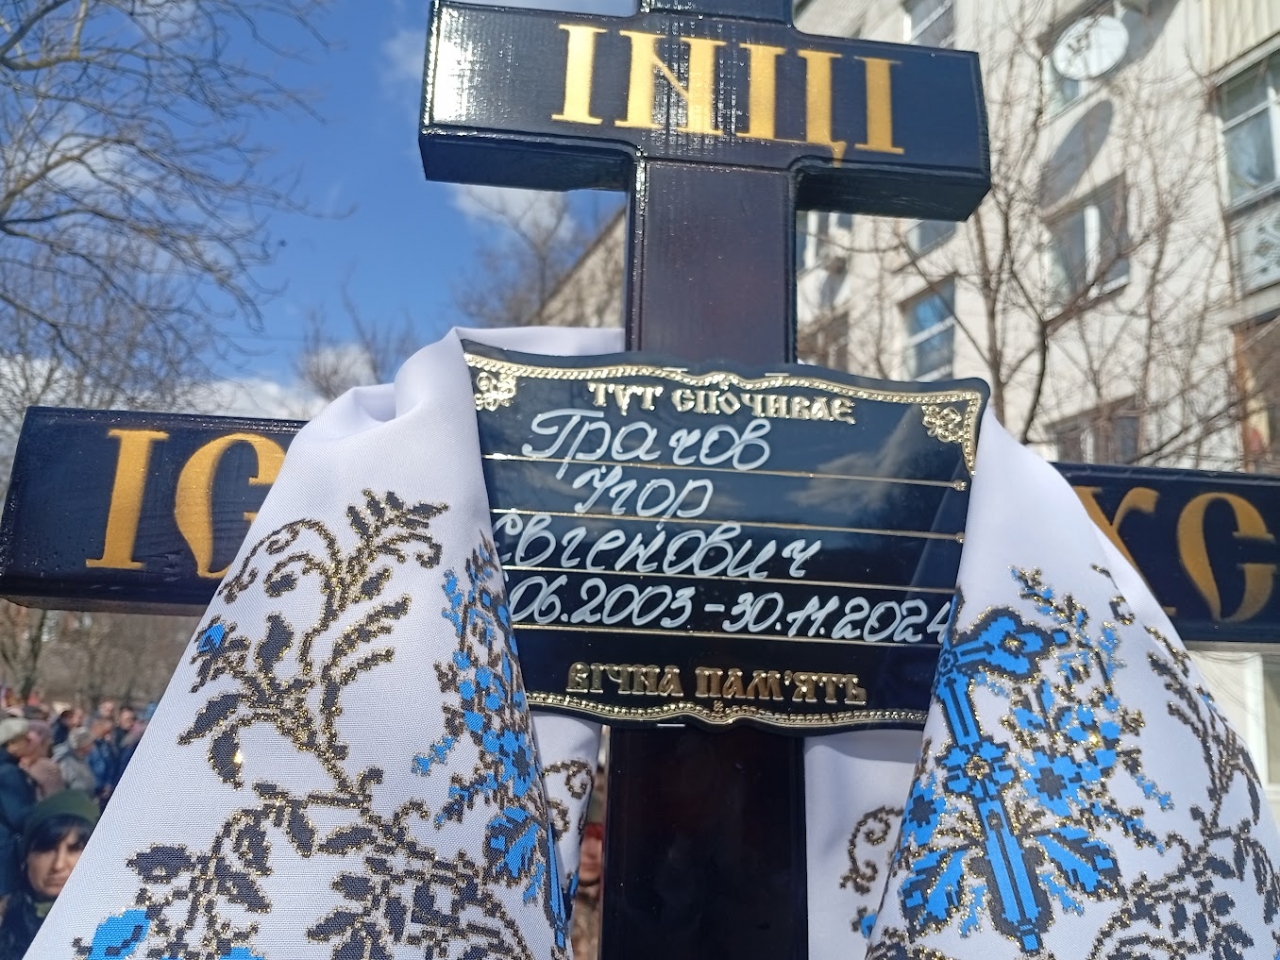 ІНЦІ
ІС ХС
ТУТ СПОЧИВАЄ
Грачов
Ігор
Євгенович
06.2003-30.11.2024
ВІЧНА ПАМ'ЯТЬ